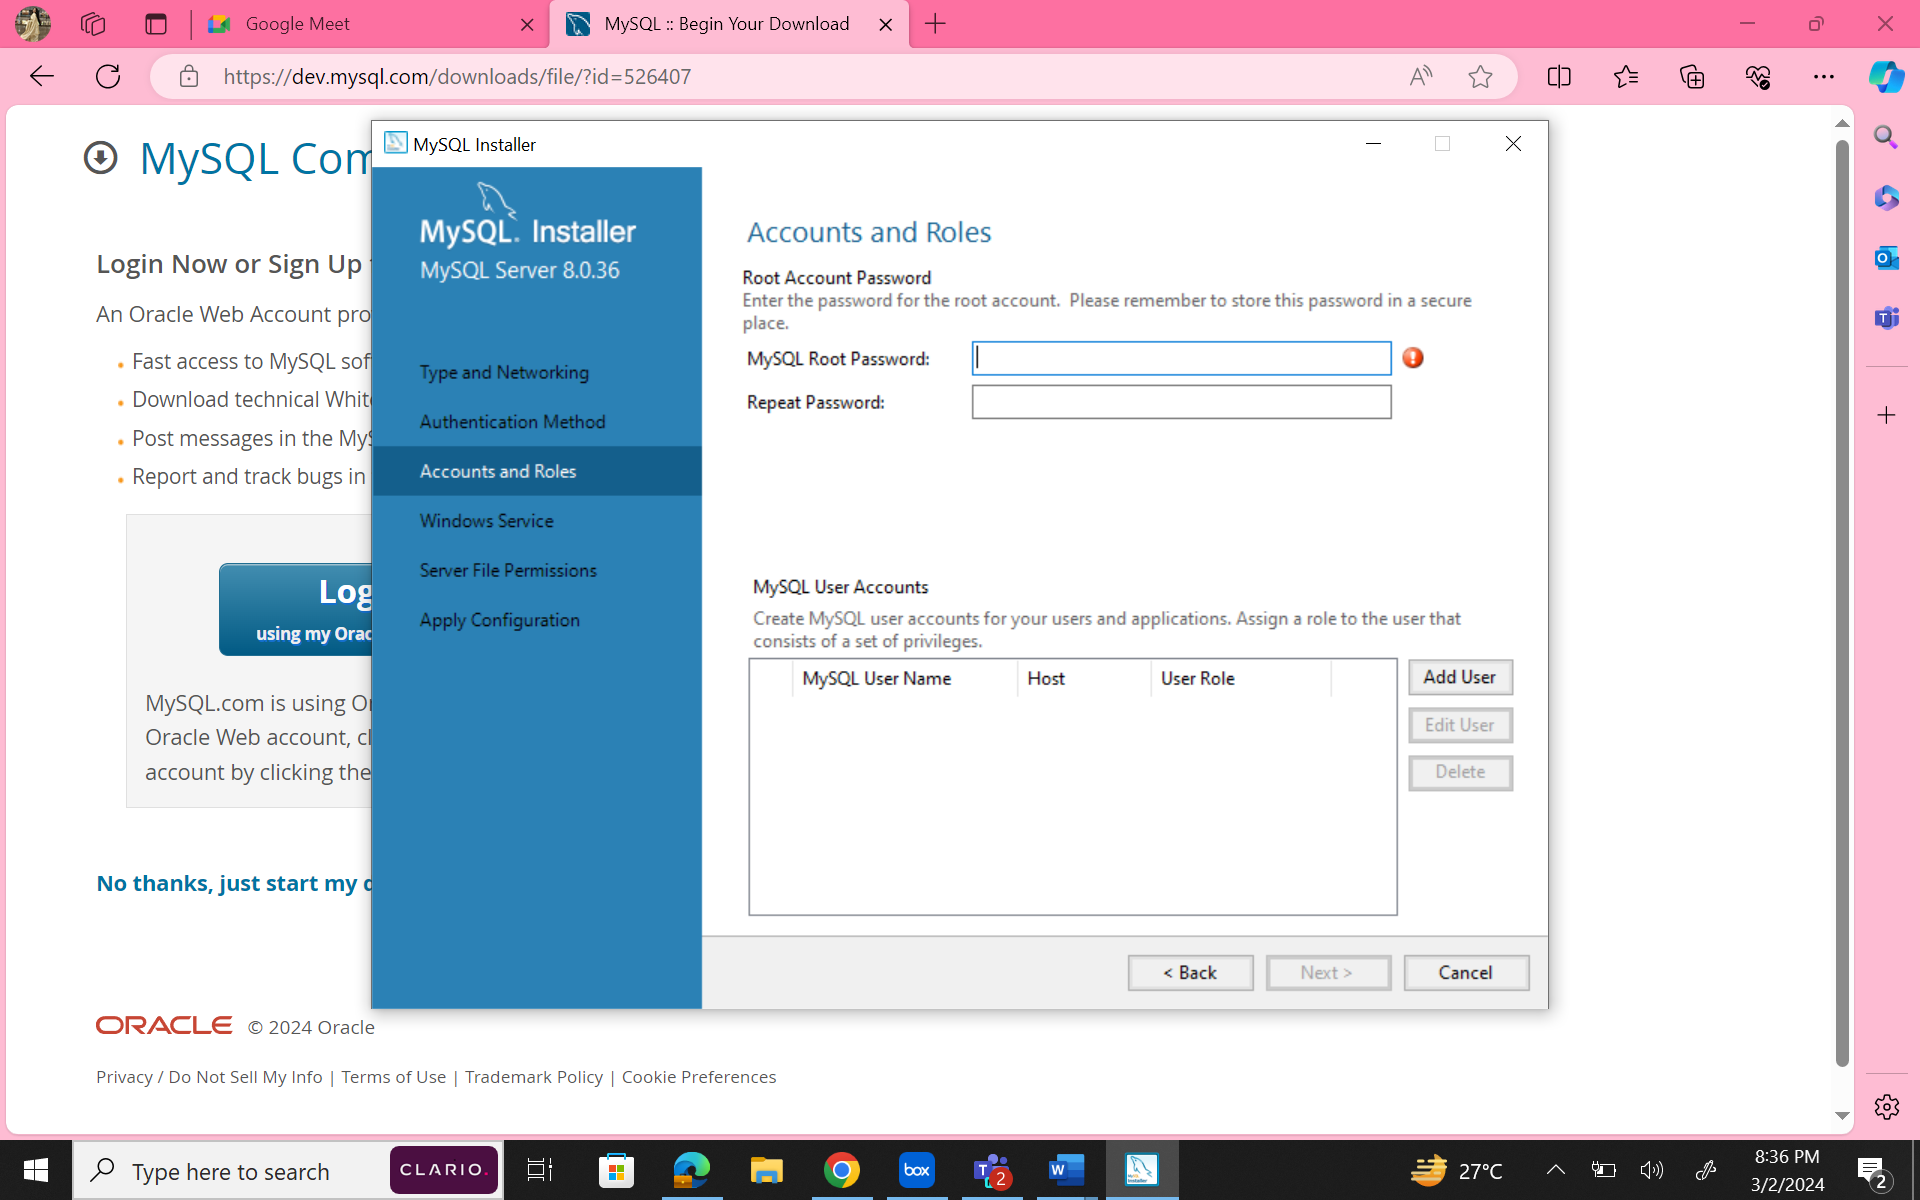 Google Meet
MySQL :: Begin Your Download
https://dev.mysql.com/downloads/file/?id=526407
MySQL Com
Login Now or Sign Up
An Oracle Web Account pro
Fast access to MySQL sof
Download technical White
Post messages in the MyS
Report and track bugs in
Log
using my Orac
MySQL.com is using Or
Oracle Web account, cl
account by clicking the
No thanks, just start my d
ORACLE © 2024 Oracle
Privacy / Do Not Sell My Info | Terms of Use | Trademark Policy | Cookie Preferences
MySQL Installer
MySQL. Installer
MySQL Server 8.0.36
Type and Networking
Authentication Method
Accounts and Roles
Windows Service
Server File Permissions
Apply Configuration
Accounts and Roles
Root Account Password
Enter the password for the root account. Please remember to store this password in a secure
place.
MySQL Root Password:
Repeat Password:
MySQL User Accounts
Create MySQL user accounts for your users and applications. Assign a role to the user that
consists of a set of privileges.
MySQL User Name Host User Role
Add User
Edit User
Delete
< Back Next > Cancel
Type here to search
CLARIO.
box
2
27°C
8:36 PM
3/2/2024
2